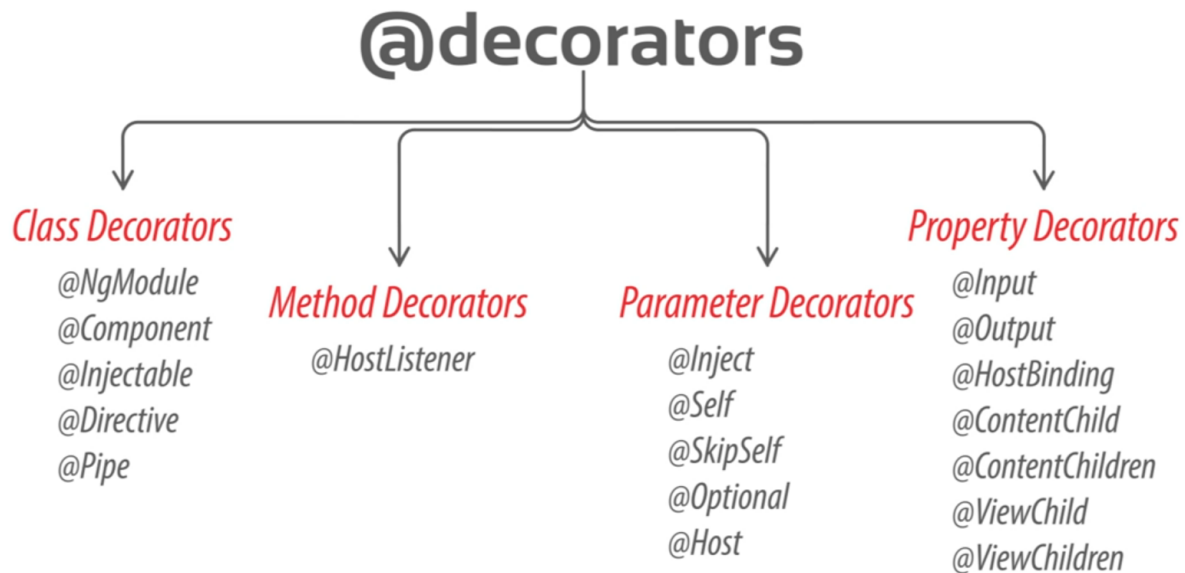 @decorators
Class Decorators
@NgModule
@Component
@Injectable
@Directive
@Pipe
Method Decorators
@HostListener
Parameter Decorators
@Inject
@Self
@SkipSelf
@Optional
@Host
Property Decorators
@Input
@Output
@HostBinding
@ContentChild
@ContentChildren
@ViewChild
@ViewChildren